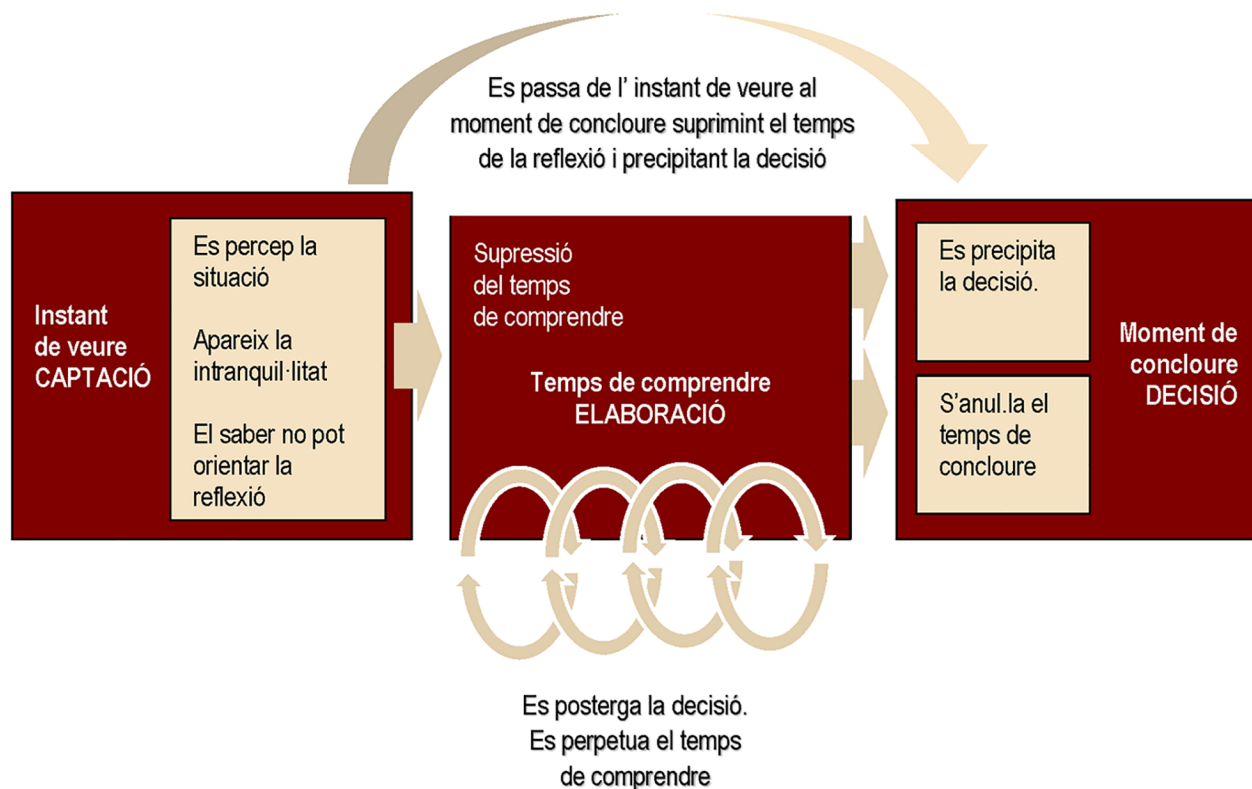 Es passa de l’ instant de veure al
moment de concloure suprimint el temps
de la reflexió i precipitant la decisió
Instant
de veure
CAPTACIÓ
Es percep la
situació
Apareix la
intranquil·litat
El saber no pot
orientar la
reflexió
Supressió
del temps
de comprendre
Temps de comprendre
ELABORACIÓ
Es precipita
la decisió.
S’anul.la el
temps de
concloure
Moment de
concloure
DECISIÓ
Es posterga la decisió.
Es perpetua el temps
de comprendre